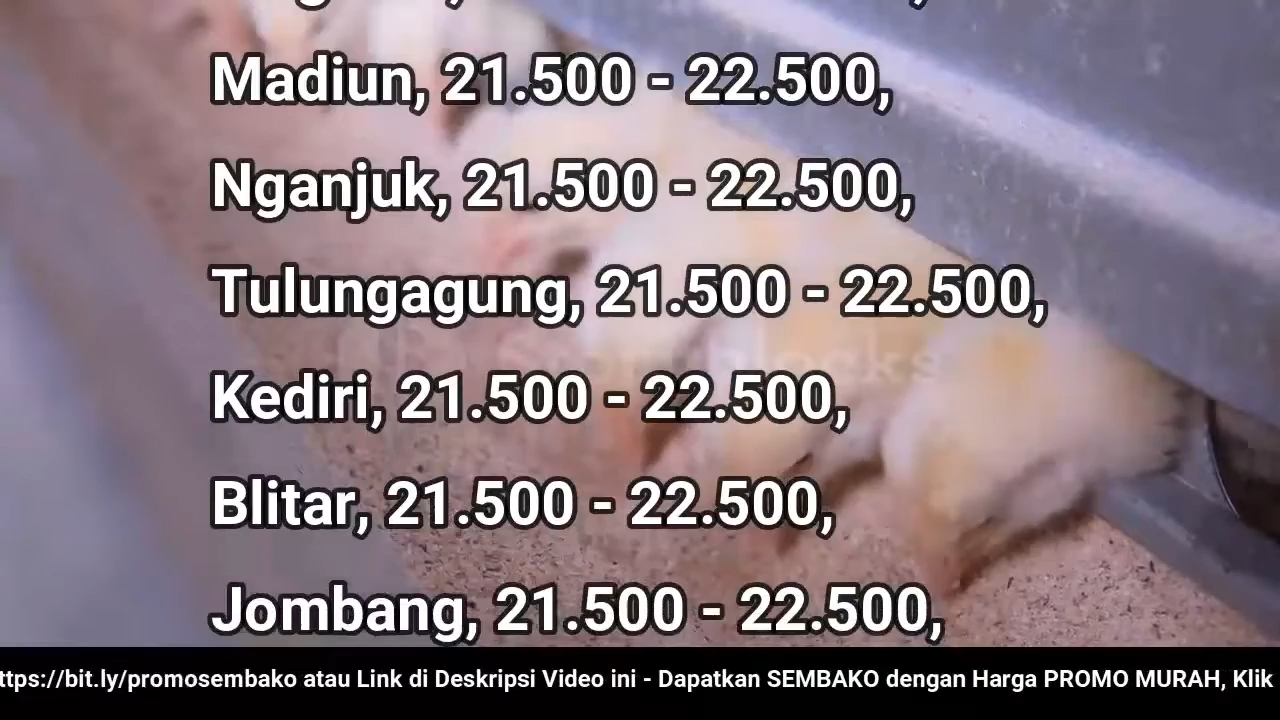 Madiun, 21.500 - 22.500,
Nganjuk, 21.500 - 22.500,
Tulungagung, 21.500 - 22.500,
Kediri, 21.500 - 22.500,
Blitar, 21.500 - 22.500,
Jombang, 21.500 - 22.500,
ttps://bit.ly/promosembako atau Link di Deskripsi Video ini - Dapatkan SEMBAKO dengan Harga PROMO MURAH, Klik